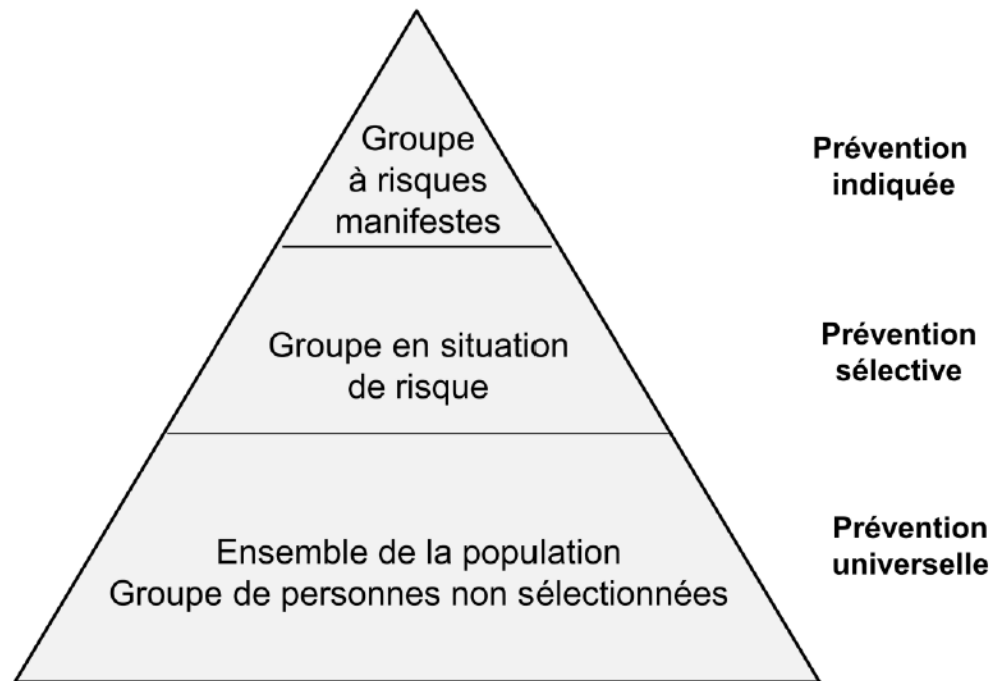 Groupe
à risques
manifestes
Prévention
indiquée
Groupe en situation
de risque
Prévention
sélective
Ensemble de la population
Groupe de personnes non sélectionnées
Prévention
universelle